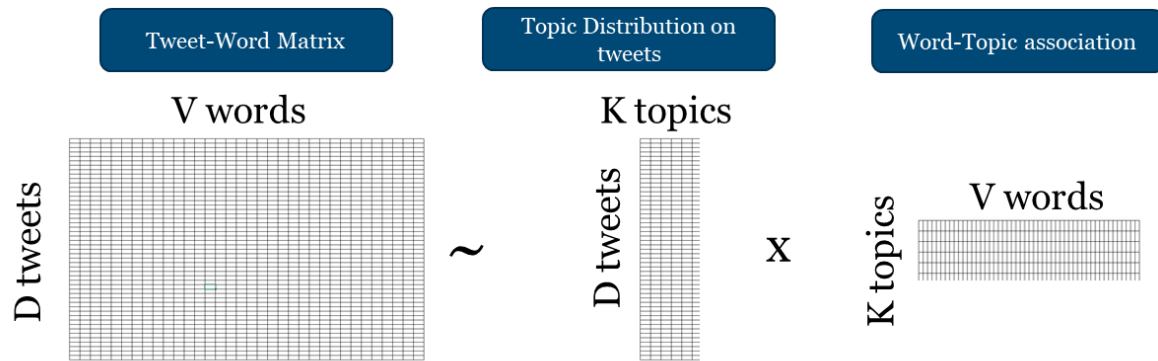 Tweet-Word Matrix
Topic Distribution on
tweets
Word-Topic association
V words
D tweets
~
K topics
D tweets
x
V words
K topics